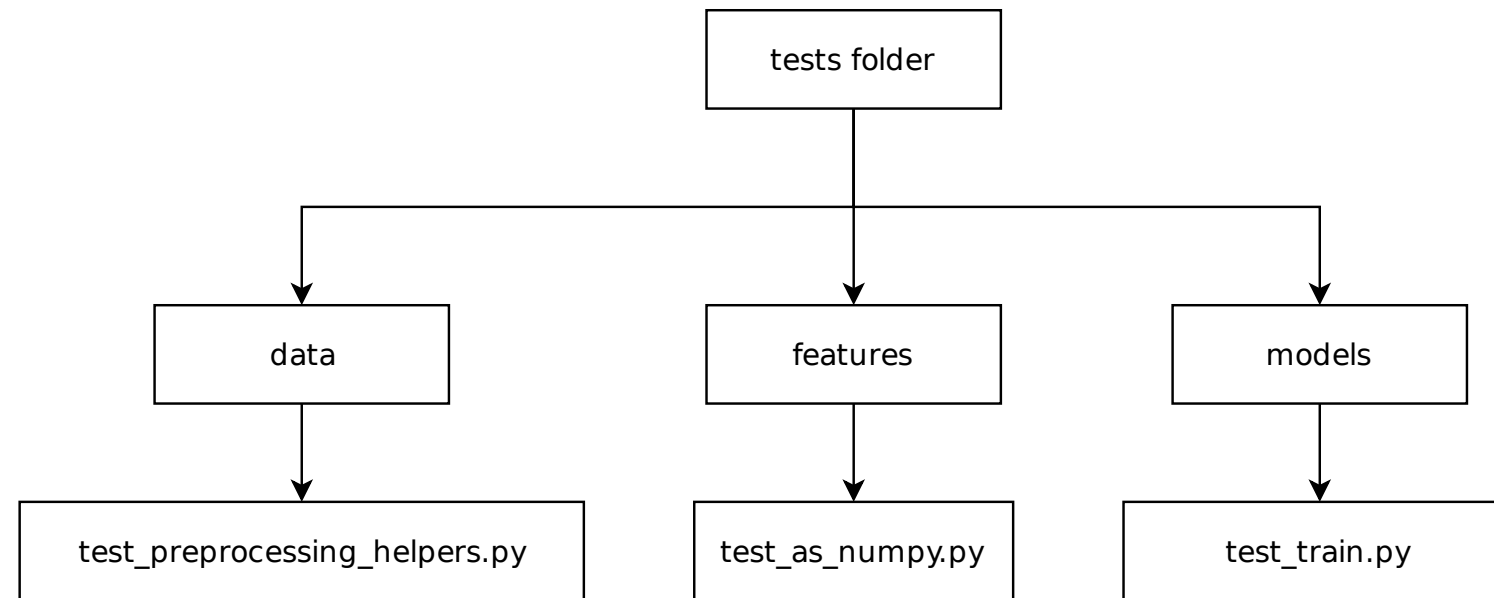 tests folder
data
features
models
test_preprocessing_helpers.py
test_as_numpy.py
test_train.py